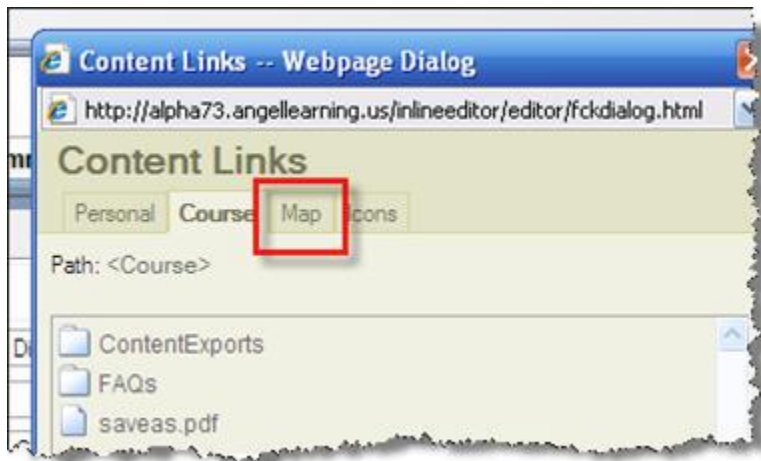 Content Links -- Webpage Dialog
http://alpha73.angellearning.us/inlineeditor/editor/fckdialog.html
Content Links
Personal Course Map Icons
Path: <Course>
ContentExports
FAQs
saveas.pdf